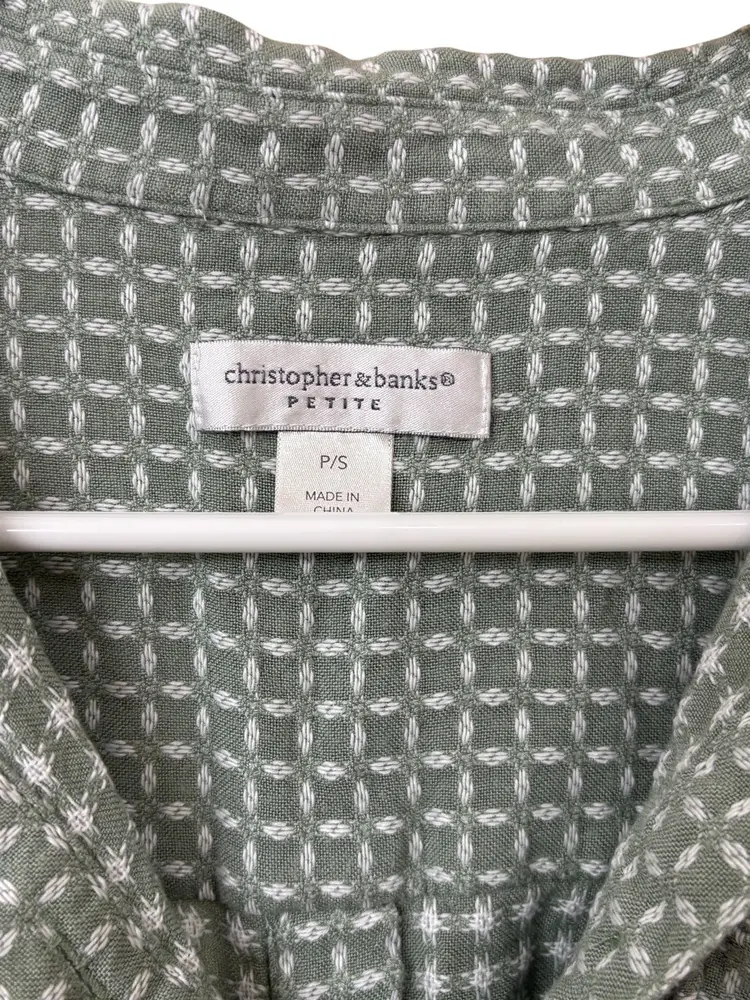 christopher&banks®
PETITE
P/S
MADE IN
CHINA